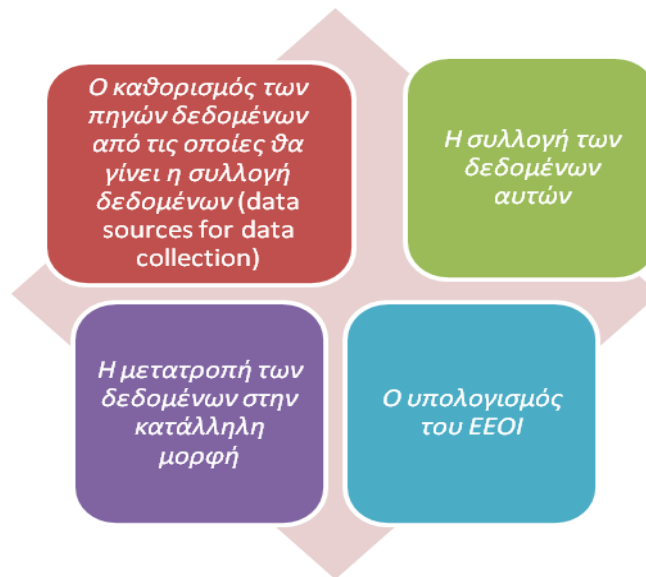 Ο καθορισμός των
πηγών δεδομένων
από τις οποίες θα
γίνει η συλλογή
δεδομένων (data
sources for data
collection)
Η συλλογή των
δεδομένων
αυτών
Η μετατροπή των
δεδομένων στην
κατάλληλη
μορφή
Ο υπολογισμός
του EEOI